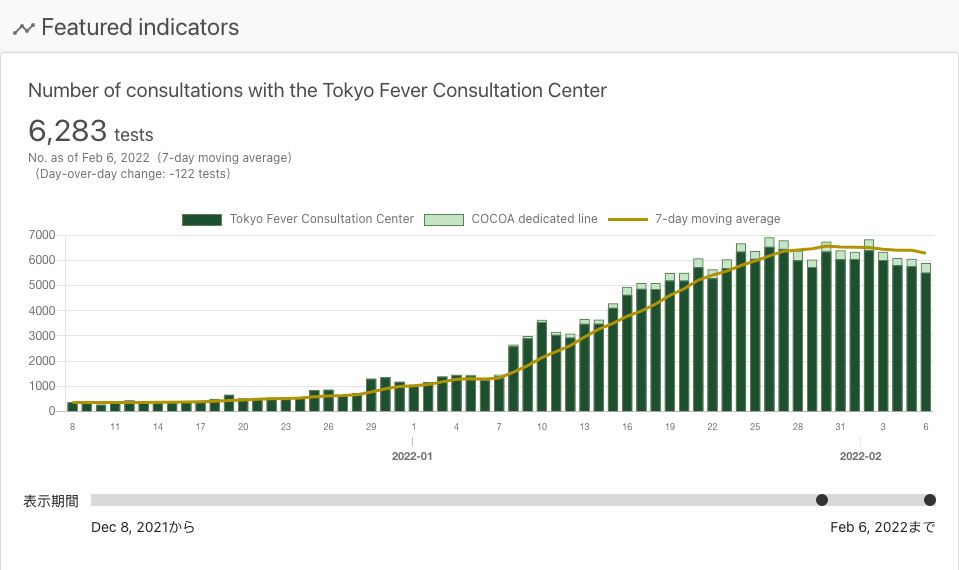 Featured indicators
Number of consultations with the Tokyo Fever Consultation Center
6,283 tests
No. as of Feb 6, 2022 (7-day moving average)
(Day-over-day change: -122 tests)
Tokyo Fever Consultation Center COCOA dedicated line 7-day moving average
7000
6000
5000
4000
3000
2000
1000
0
8 11 14 17 20 23 26 29 1 4 7 10 13 16 19 22 25 28 31 3 6
2022-01 2022-02
表示期間
Dec 8, 2021から Feb 6, 2022まで